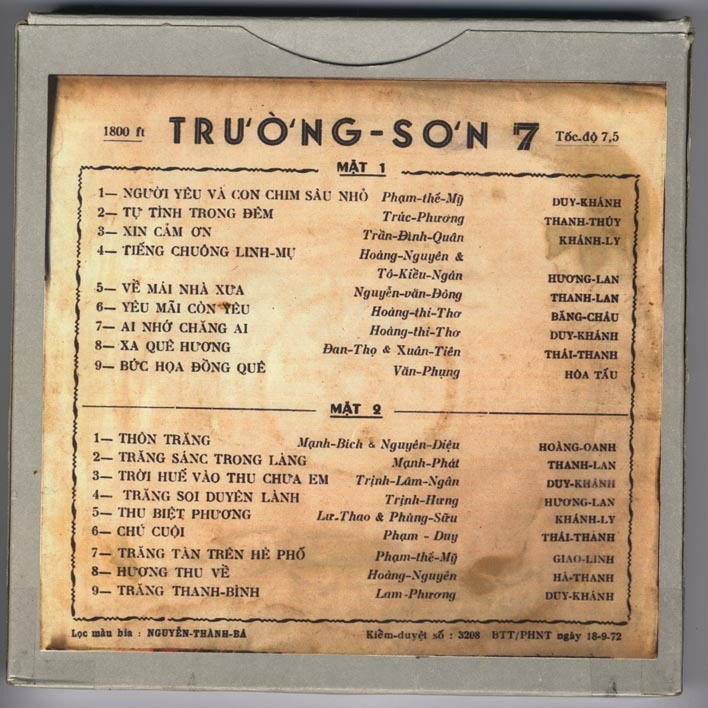 1800 ft TRƯỜNG-SƠN 7 Tốc-độ 7,5
MẶT 1
1— NGƯỜI YÊU VÀ CON CHIM SÂU NHỎ Phạm-thế-Mỹ DUY-KHÁNH
2— TỰ TÌNH TRONG ĐÊM Trúc-Phương THANH-THÚY
3— XIN CẢM ƠN Trần-Đình-Quân KHÁNH-LY
4— TIẾNG CHUÔNG LINH-MỤ Hoàng-Nguyên &
Tô-Kiều-Ngân HƯƠNG-LAN
5— VỀ MÁI NHÀ XƯA Nguyễn-văn-Đông THANH-LAN
6— YÊU MÃI CÒN YÊU Hoàng-thi-Thơ BĂNG-CHÂU
7— AI NHỚ CHĂNG AI Hoàng-thi-Thơ DUY-KHÁNH
8— XA QUÊ HƯƠNG Đan-Thọ & Xuân-Tiên THÁI-THANH
9— BỨC HỌA ĐỒNG QUÊ Văn-Phụng HÒA TẤU
MẶT 2
1— THÔN TRĂNG Mạnh-Bích & Nguyên-Diệu HOÀNG-OANH
2— TRĂNG SÁNG TRONG LÀNG Mạnh-Phát THANH-LAN
3— TRỜI HUẾ VÀO THU CHƯA EM Trịnh-Lâm-Ngân DUY-KHÁNH
4— TRĂNG SOI DUYÊN LÀNH Trịnh-Hưng HƯƠNG-LAN
5— THU BIỆT PHƯƠNG Lư-Thao & Phùng-Sửu KHÁNH-LY
6— CHÚ CUỘI Phạm - Duy THÁI-THANH
7— TRĂNG TÀN TRÊN HÈ PHỐ Phạm-thế-Mỹ GIAO-LINH
8— HƯƠNG THU VỀ Hoàng-Nguyên HÀ-THANH
9— TRĂNG THANH-BÌNH Lam-Phương DUY-KHÁNH
Lọc màu bìa : NGUYỄN-THÀNH-BÁ Kiểm-duyệt số : 3208 BTT/PHNT ngày 18-9-72